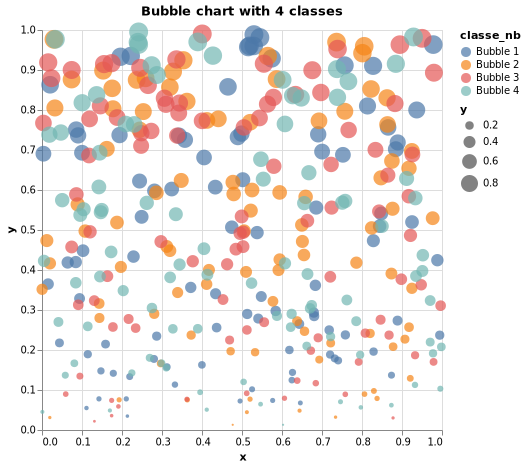 Bubble chart with 4 classes
1.0
0.9
0.8
0.7
0.6
0.5
0.4
0.3
0.2
0.1
0.0
y
0.0 0.1 0.2 0.3 0.4 0.5 0.6 0.7 0.8 0.9 1.0
x
classe_nb
Bubble 1
Bubble 2
Bubble 3
Bubble 4
y
0.2
0.4
0.6
0.8